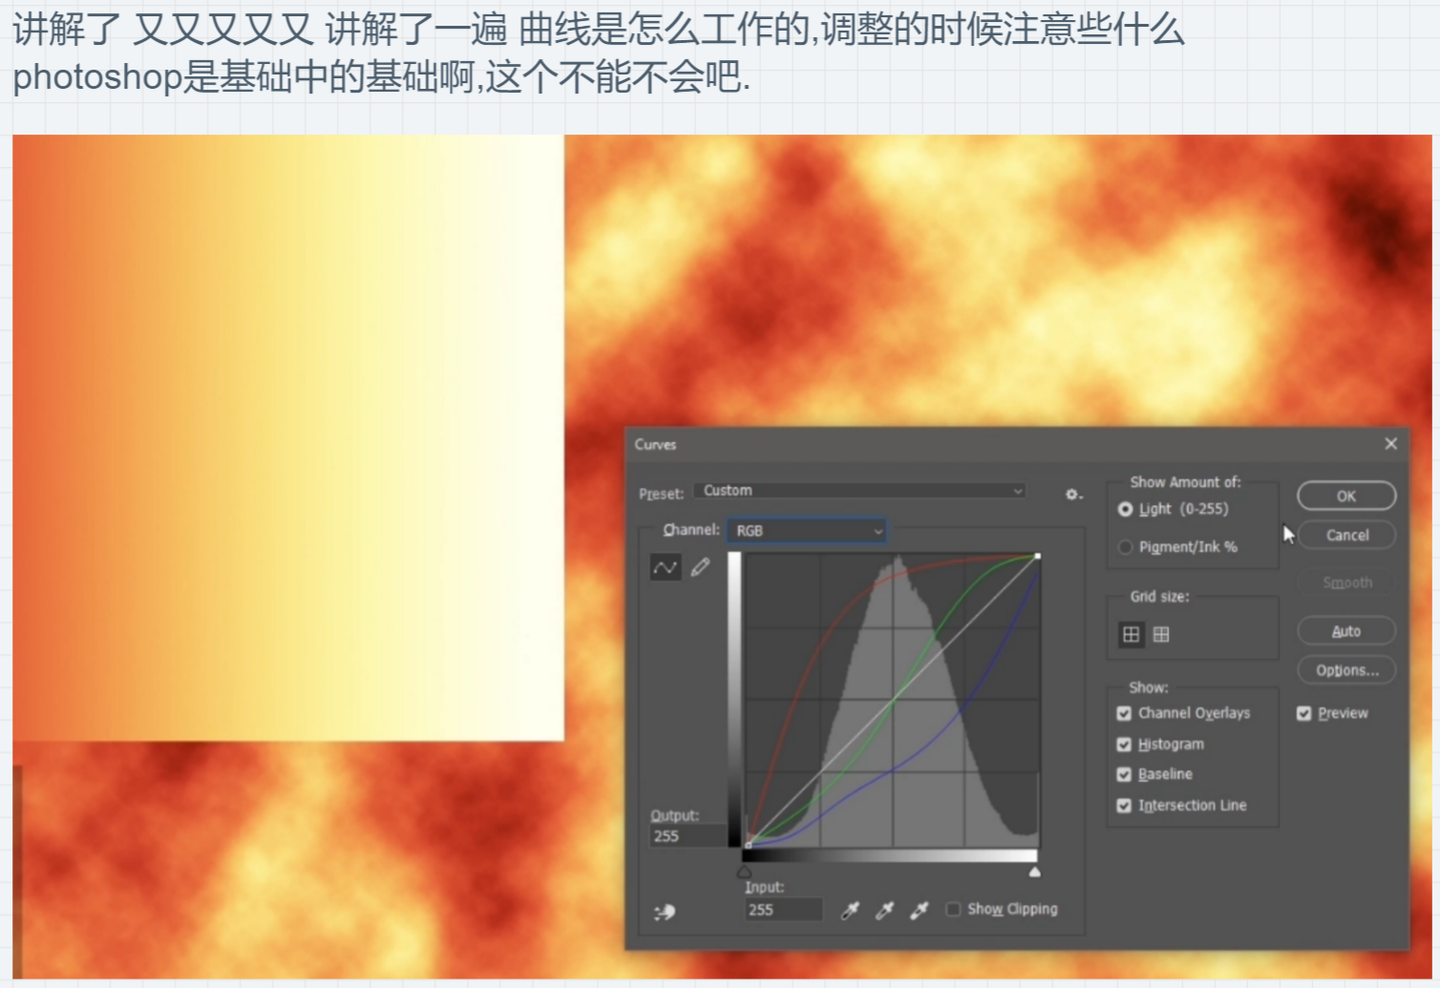 讲解了 又又又又又 讲解了一遍 曲线是怎么工作的,调整的时候注意些什么
photoshop是基础中的基础啊,这个不能不会吧.
Curves
Preset: Custom
Channel: RGB
Show Amount of:
Light (0-255)
Pigment/Ink %
Grid size:
Show:
Channel Overlays
Histogram
Baseline
Intersection Line
OK
Cancel
Smooth
Auto
Options...
Preview
Output:
255
Input:
255
Show Clipping